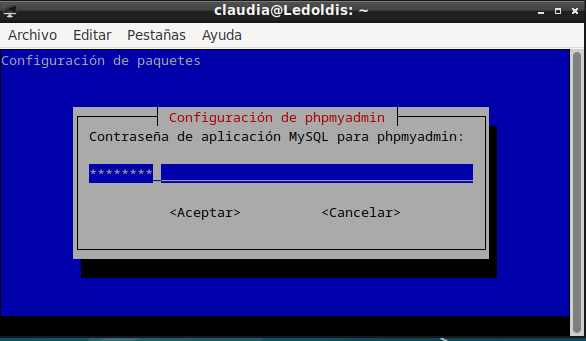 claudia@Ledoldis: ~
Archivo Editar Pestañas Ayuda
Configuración de paquetes
Configuración de phpmyadmin
Contraseña de aplicación MySQL para phpmyadmin:
********
<Aceptar> <Cancelar>